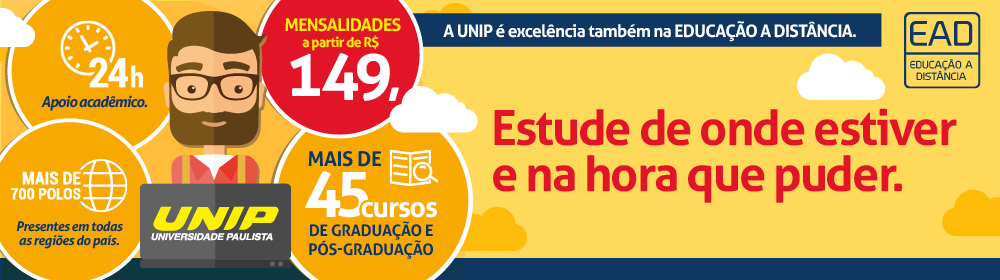 24h
Apoio acadêmico.
MENSALIDADES
a partir de R$
149,
A UNIP é excelência também na EDUCAÇÃO A DISTÂNCIA.
EAD
EDUCAÇÃO A
DISTÂNCIA
Estude de onde estiver
e na hora que puder.
MAIS DE
700 POLOS
Presentes em todas
as regiões do país.
UNIP
UNIVERSIDADE PAULISTA
MAIS DE
45 cursos
DE GRADUAÇÃO E
PÓS-GRADUAÇÃO